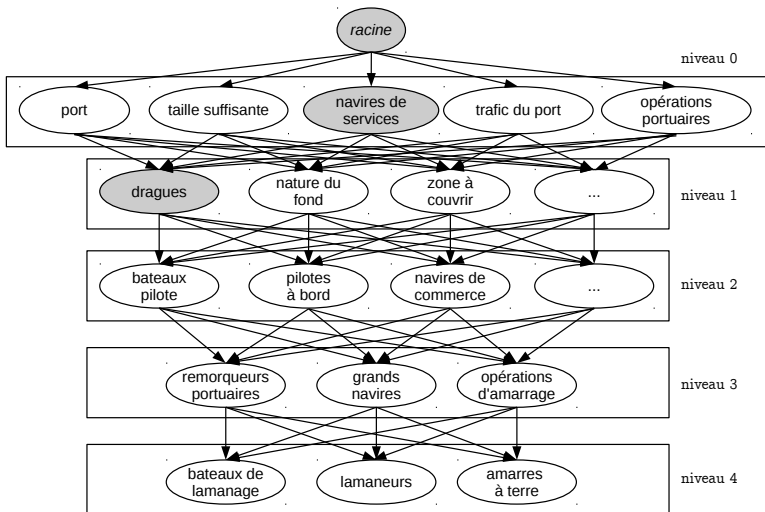 racine
niveau 0
port
taille suffisante
navires de
services
trafic du port
opérations
portuaires
dragues
nature du
fond
zone à
couvrir
...
niveau 1
bateaux
pilote
pilotes
à bord
navires de
commerce
...
niveau 2
remorqueurs
portuaires
grands
navires
opérations
d'amarrage
niveau 3
bateaux de
lamanage
lamaneurs
amarres
à terre
niveau 4